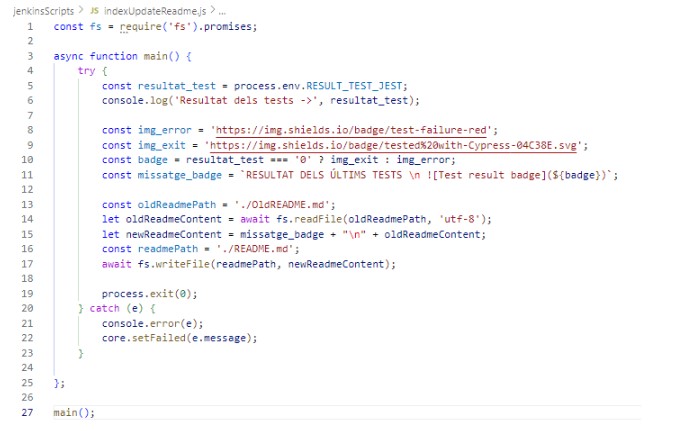 jenkinsScripts > JS indexUpdateReadme.js > ...
1 const fs = require('fs').promises;
2
3 async function main() {
4 try {
5 const resultat_test = process.env.RESULT_TEST_JEST;
6 console.log('Resultat dels tests ->', resultat_test);
7
8 const img_error = 'https://img.shields.io/badge/test-failure-red';
9 const img_exit = 'https://img.shields.io/badge/tested%20with-Cypress-04C38E.svg';
10 const badge = resultat_test === '0' ? img_exit : img_error;
11 const missatge_badge = `RESULTAT DELS ÚLTIMS TESTS \n ![Test result badge](${badge})`;
12
13 const oldReadmePath = './OldREADME.md';
14 let oldReadmeContent = await fs.readFile(oldReadmePath, 'utf-8');
15 let newReadmeContent = missatge_badge + "\n" + oldReadmeContent;
16 const readmePath = './README.md';
17 await fs.writeFile(readmePath, newReadmeContent);
18
19 process.exit(0);
20 } catch (e) {
21 console.error(e);
22 core.setFailed(e.message);
23 }
24
25 };
26
27 main();